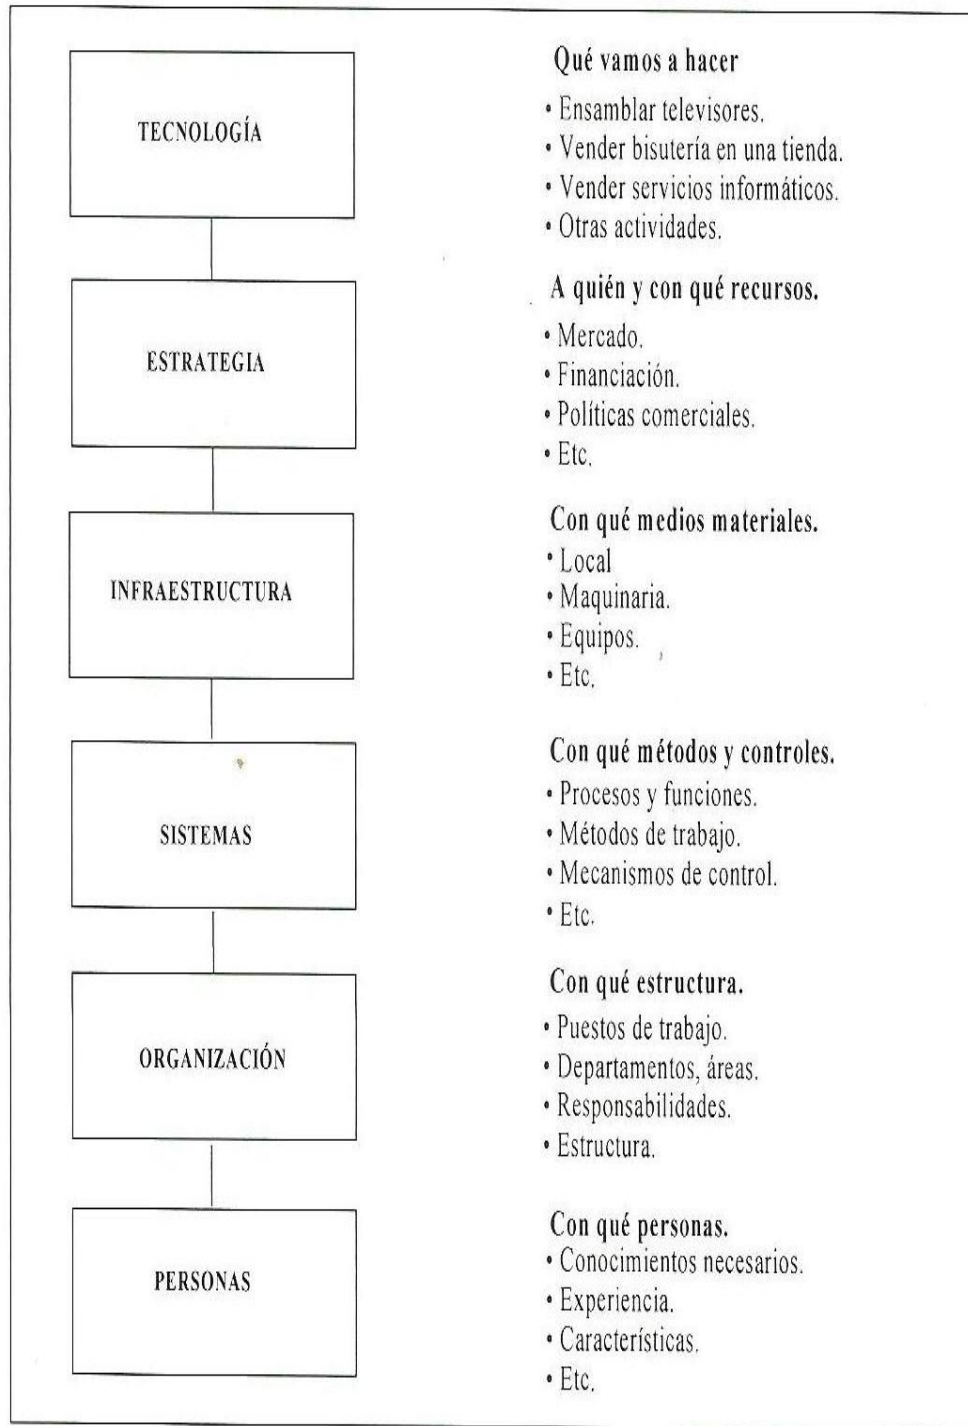 TECNOLOGÍA
Qué vamos a hacer
• Ensamblar televisores.
• Vender bisutería en una tienda.
• Vender servicios informáticos.
• Otras actividades.
ESTRATEGIA
A quién y con qué recursos.
• Mercado.
• Financiación.
• Políticas comerciales.
• Etc.
INFRAESTRUCTURA
Con qué medios materiales.
• Local
• Maquinaria.
• Equipos.
• Etc.
SISTEMAS
Con qué métodos y controles.
• Procesos y funciones.
• Métodos de trabajo.
• Mecanismos de control.
• Etc.
ORGANIZACIÓN
Con qué estructura.
• Puestos de trabajo.
• Departamentos, áreas.
• Responsabilidades.
• Estructura.
PERSONAS
Con qué personas.
• Conocimientos necesarios.
• Experiencia.
• Características.
• Etc.